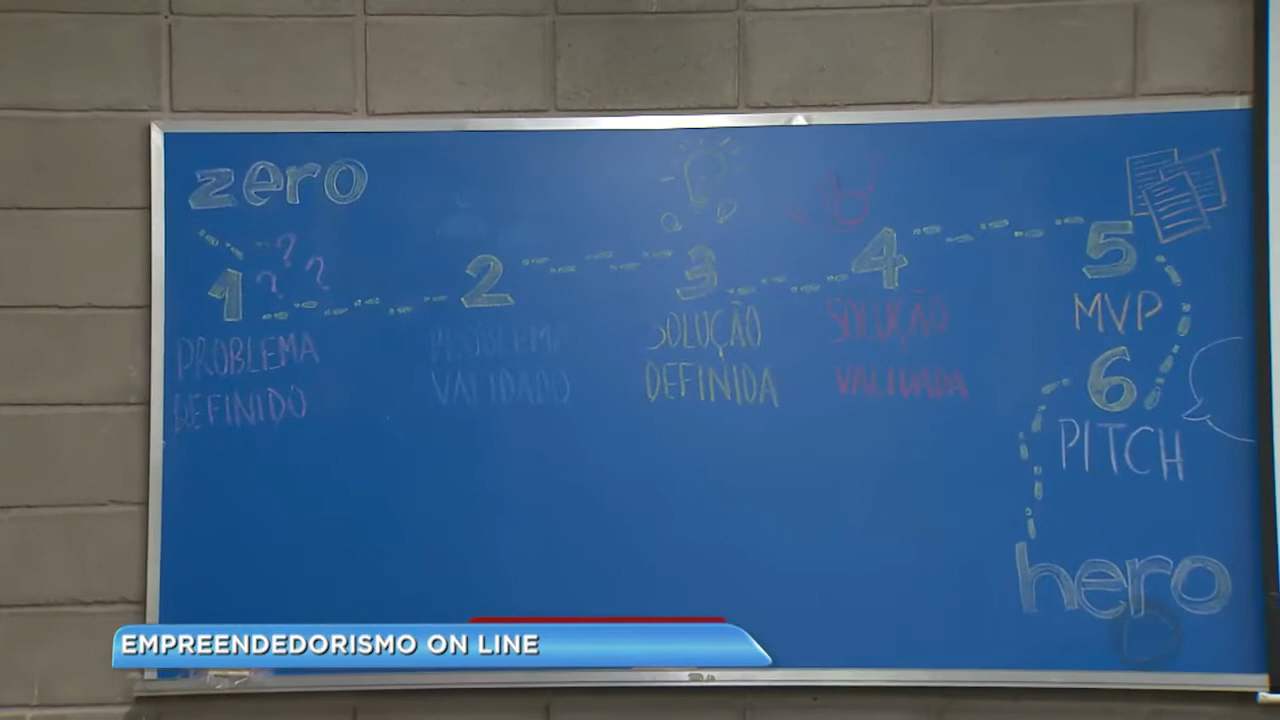 zero
? ? ?
1
PROBLEMA
DEFINIDO
2
PROBLEMA
VALIDADO
3
SOLUÇÃO
DEFINIDA
4
SOLUÇÃO
VALIDADA
5
MVP
6
PITCH
hero
EMPREENDEDORISMO ON LINE